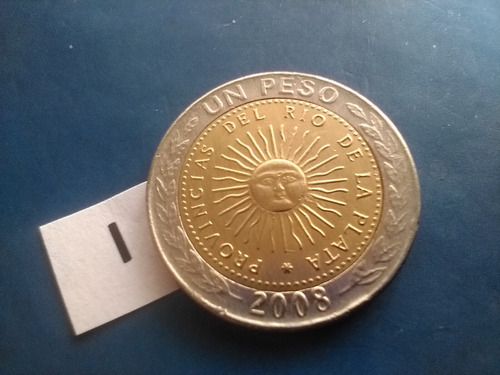 UN PESO
PROVINCIAS DEL RIO DE LA PLATA
2008